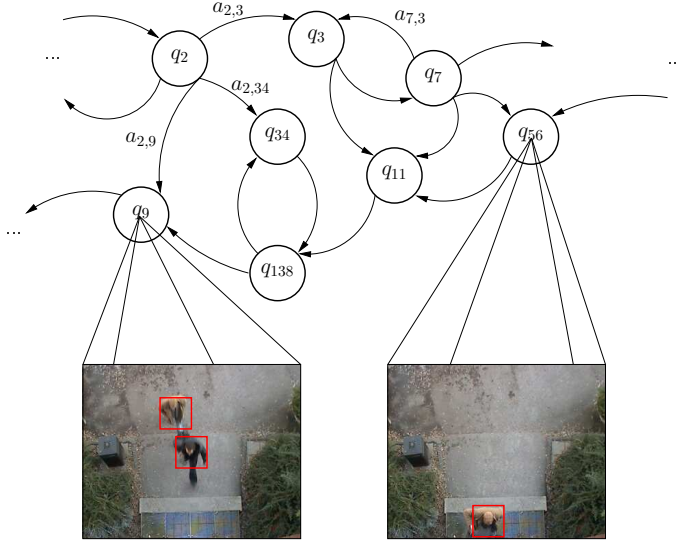 a2,3
a7,3
q3
q2
q7
...
..
a2,34
q34
q56
a2,9
q11
q9
...
q138